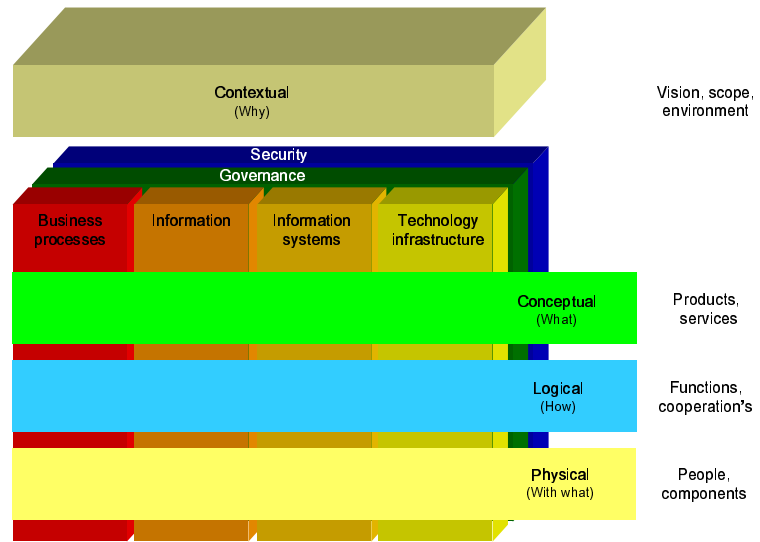 Contextual
(Why)
Vision, scope,
environment
Security
Governance
Business
processes
Information
Information
systems
Technology
infrastructure
Conceptual
(What)
Products,
services
Logical
(How)
Functions,
cooperation's
Physical
(With what)
People,
components